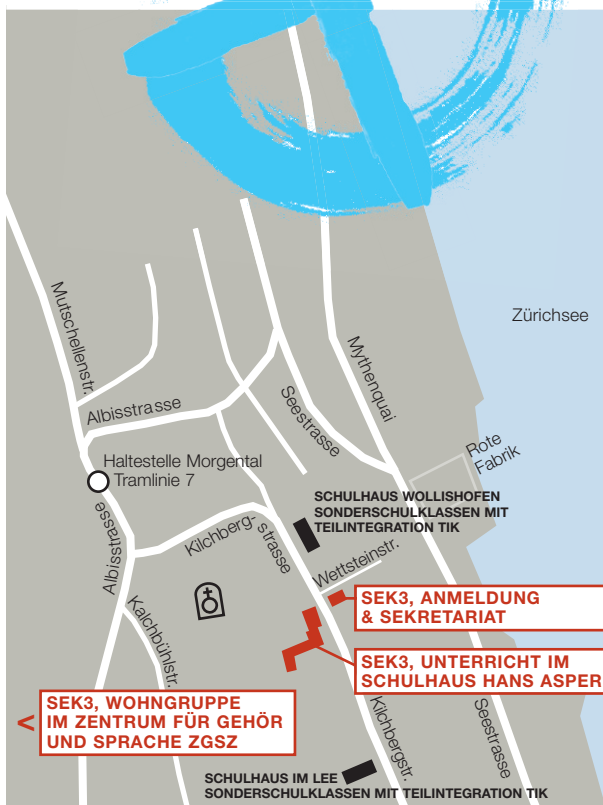 Zürichsee
Mutschellenstr.
Mythenquai
Albisstrasse
Seestrasse
Rote
Fabrik
Haltestelle Morgental
Tramlinie 7
SCHULHAUS WOLLISHOFEN
SONDERSCHULKLASSEN MIT
TEILINTEGRATION TIK
Albisstrasse
Kilchberg-
strasse
Wettsteinstr.
SEK3, ANMELDUNG
& SEKRETARIAT
Kalchbühlstr.
SEK3, UNTERRICHT IM
SCHULHAUS HANS ASPER
< SEK3, WOHNGRUPPE
IM ZENTRUM FÜR GEHÖR
UND SPRACHE ZGSZ
Kilchbergstr.
Seestrasse
SCHULHAUS IM LEE
SONDERSCHULKLASSEN MIT TEILINTEGRATION TIK